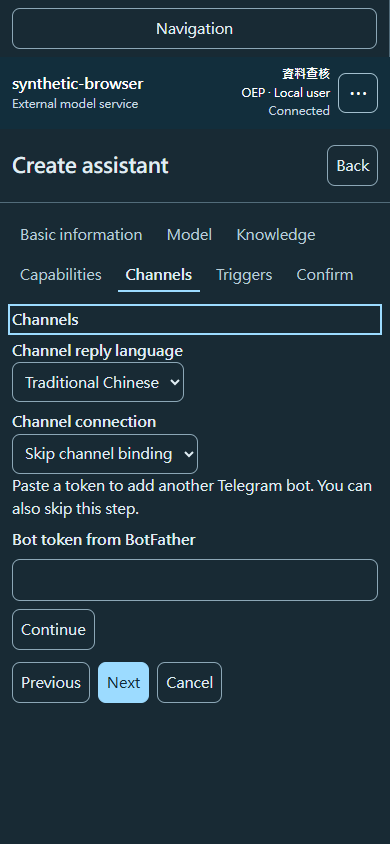 Navigation
synthetic-browser
External model service
資料查核
OEP · Local user
Connected
...
Create assistant
Back
Basic information
Model
Knowledge
Capabilities
Channels
Triggers
Confirm
Channels
Channel reply language
Traditional Chinese
Channel connection
Skip channel binding
Paste a token to add another Telegram bot. You can
also skip this step.
Bot token from BotFather
Continue
Previous
Next
Cancel